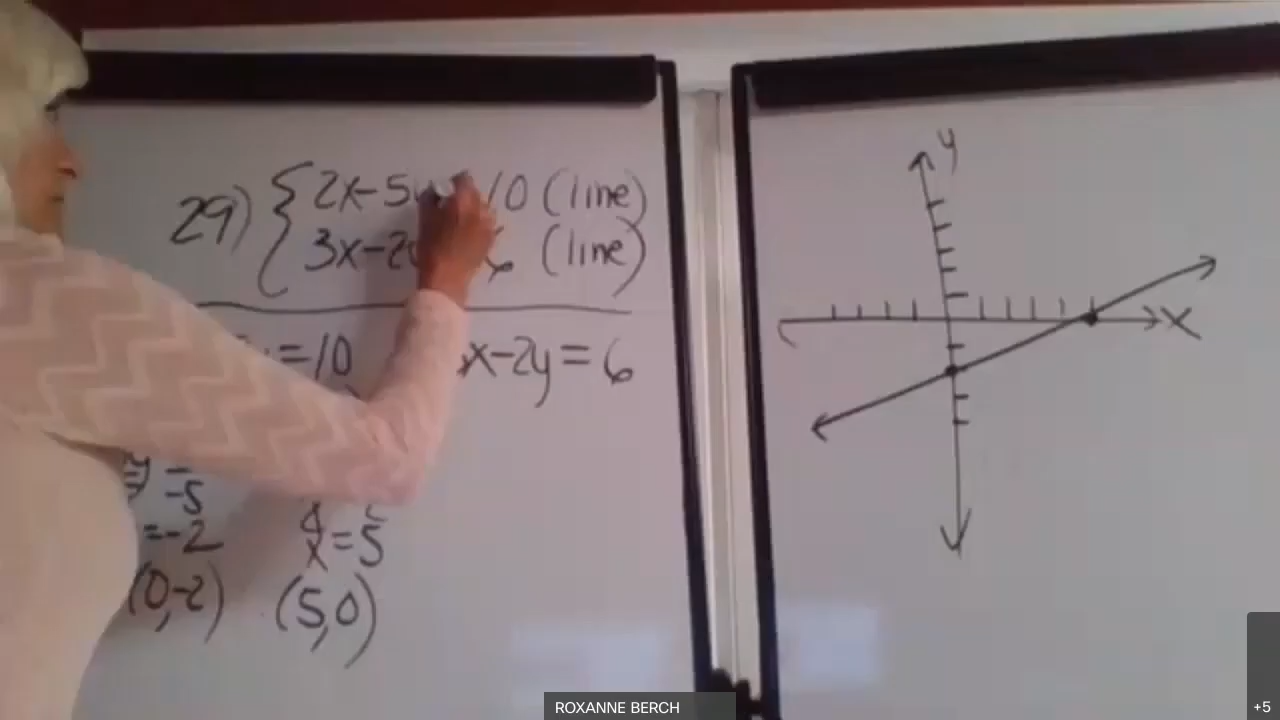 29) { 2x-5y 10 (line)
3x-2 6 (line)
y=10
x-2y=6
-5
=-2
x=5
(0,-2) (5,0)
y
x
ROXANNE BERCH
+5